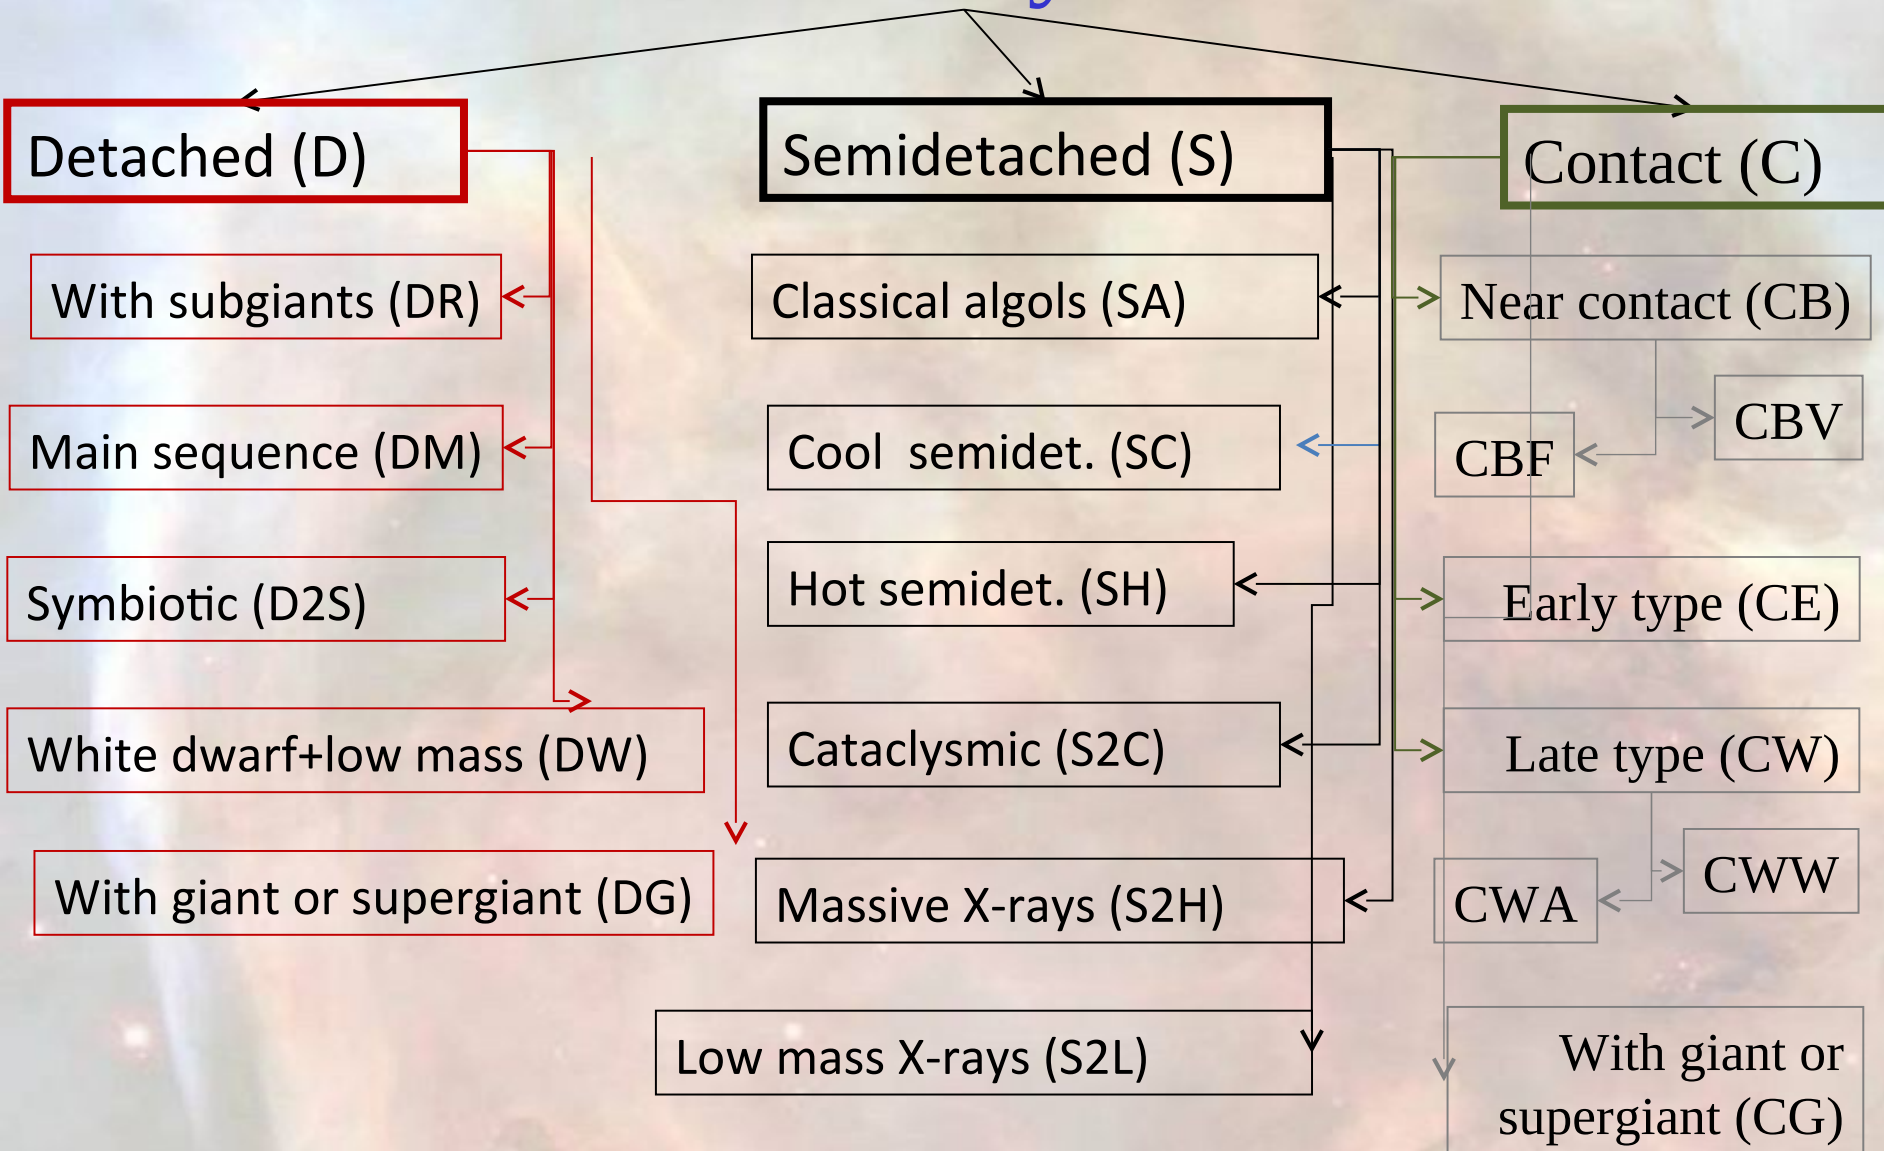 Detached (D)
With subgiants (DR)
Main sequence (DM)
Symbiotic (D2S)
White dwarf+low mass (DW)
With giant or supergiant (DG)
Semidetached (S)
Classical algols (SA)
Cool  semidet. (SC)
Hot semidet. (SH)
Cataclysmic (S2C)
Massive X-rays (S2H)
Low mass X-rays (S2L)
Contact (C)
Near contact (CB)
CBV
CBF
Early type (CE)
Late type (CW)
CWW
CWA
With giant or
supergiant (CG)